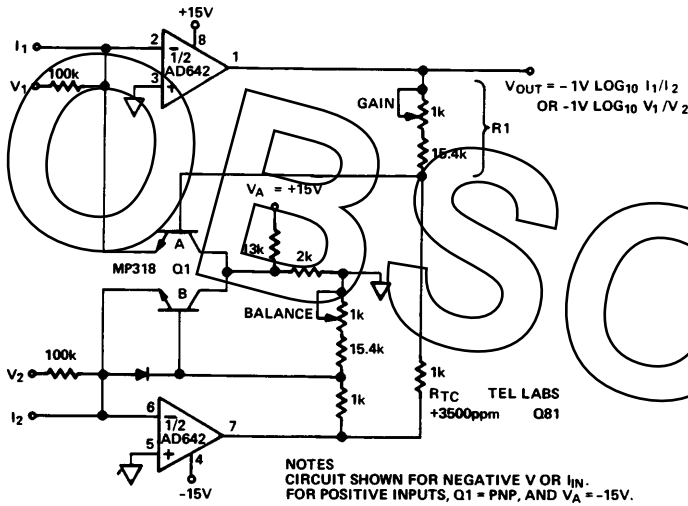 +15V
I1
2
8
1/2
AD642
1
V1
100k
3
+
VOUT = – 1V LOG10 I1/I2
OR -1V LOG10 V1/V2
GAIN
1k
R1
15.4k
VA = +15V
A
13k
2k
MP318
Q1
B
BALANCE
1k
15.4k
100k
V2
1k
1k
RTC
TEL LABS
+3500ppm
Q81
I2
6
1/2
AD642
7
5
+
4
-15V
NOTES
CIRCUIT SHOWN FOR NEGATIVE V OR IIN.
FOR POSITIVE INPUTS, Q1 = PNP, AND VA = -15V.
OBSO